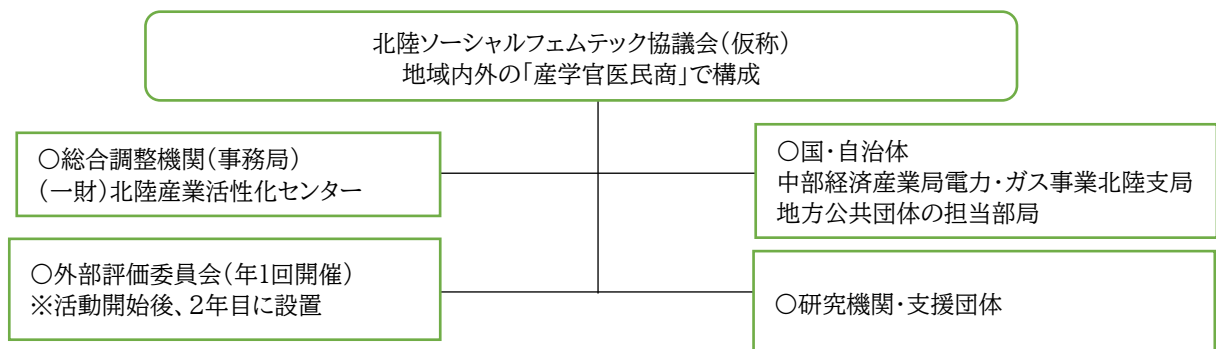 北陸ソーシャルフェムテック協議会(仮称)
地域内外の「産学官医民商」で構成
○総合調整機関(事務局)
(一財)北陸産業活性化センター
○国・自治体
中部経済産業局電力・ガス事業北陸支局
地方公共団体の担当部局
○外部評価委員会(年1回開催)
※活動開始後、2年目に設置
○研究機関・支援団体